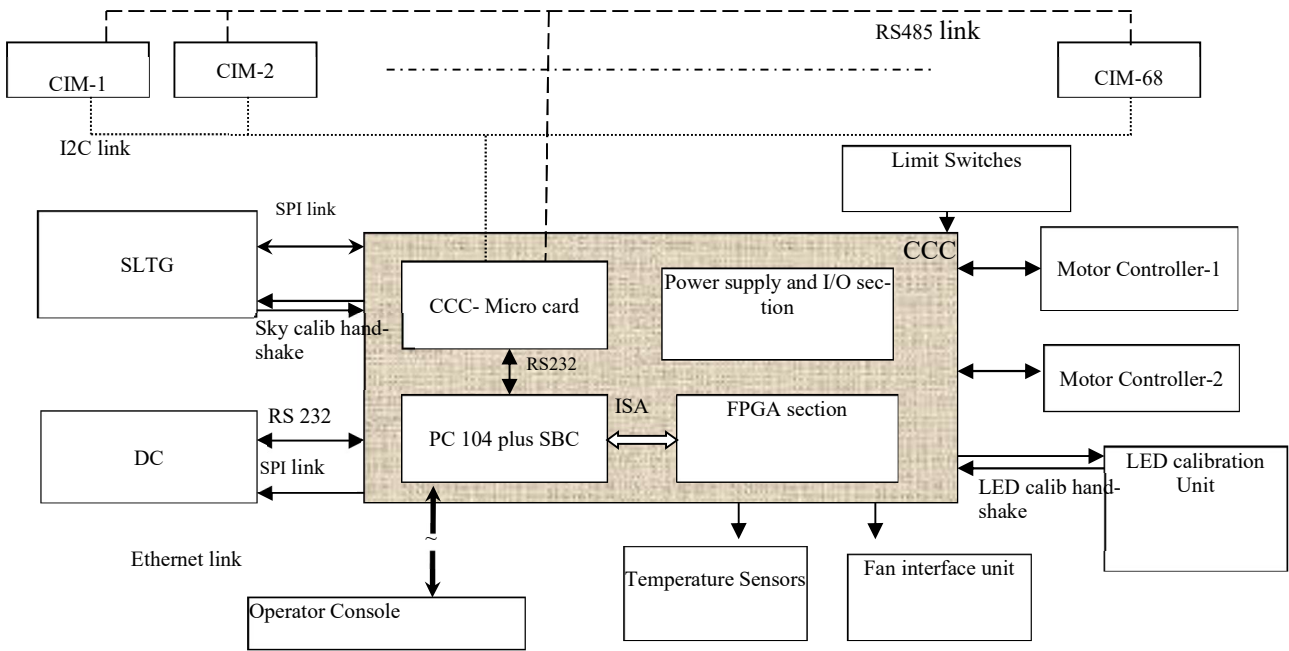 RS485 link
CIM-1
CIM-2
CIM-68
I2C link
Limit Switches
SPI link
SLTG
CCC
Motor Controller-1
CCC- Micro card
Power supply and I/O sec-
tion
Sky calib hand-
shake
RS232
Motor Controller-2
ISA
FPGA section
RS 232
PC 104 plus SBC
DC
SPI link
LED calibration
Unit
LED calib hand-
shake
~
Ethernet link
Temperature Sensors
Fan interface unit
Operator Console